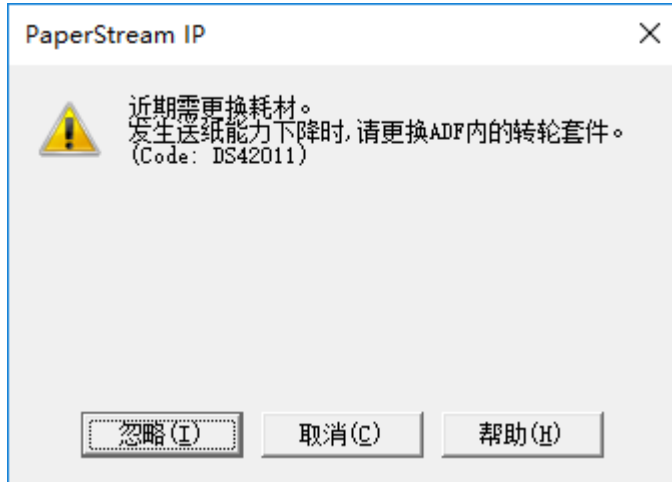 PaperStream IP
近期需更换耗材。
发生送纸能力下降时,请更换ADF内的转轮套件。
(Code: DS42011)
忽略(I) 取消(C) 帮助(H)